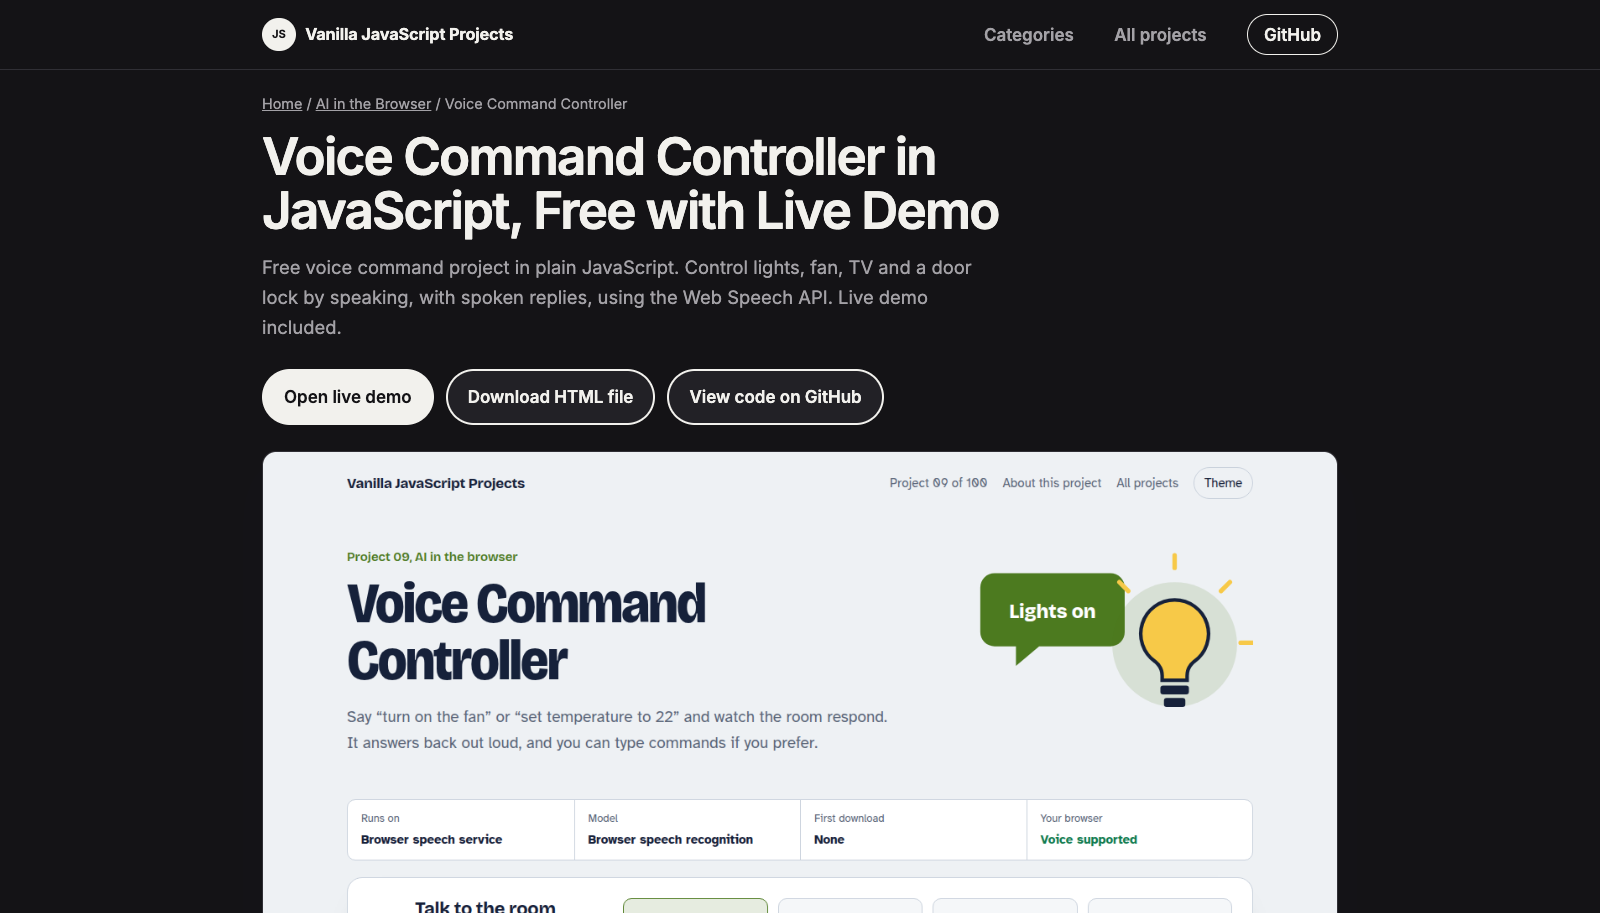 JS Vanilla JavaScript Projects
Categories
All projects
GitHub
Home / AI in the Browser / Voice Command Controller
Voice Command Controller in
JavaScript, Free with Live Demo
Free voice command project in plain JavaScript. Control lights, fan, TV and a door
lock by speaking, with spoken replies, using the Web Speech API. Live demo
included.
Open live demo
Download HTML file
View code on GitHub
Vanilla JavaScript Projects
Project 09 of 100
About this project
All projects
Theme
Project 09, AI in the browser
Voice Command
Controller
Say “turn on the fan” or “set temperature to 22” and watch the room respond.
It answers back out loud, and you can type commands if you prefer.
Lights on
Runs on
Browser speech service
Model
Browser speech recognition
First download
None
Your browser
Voice supported
Talk to the room